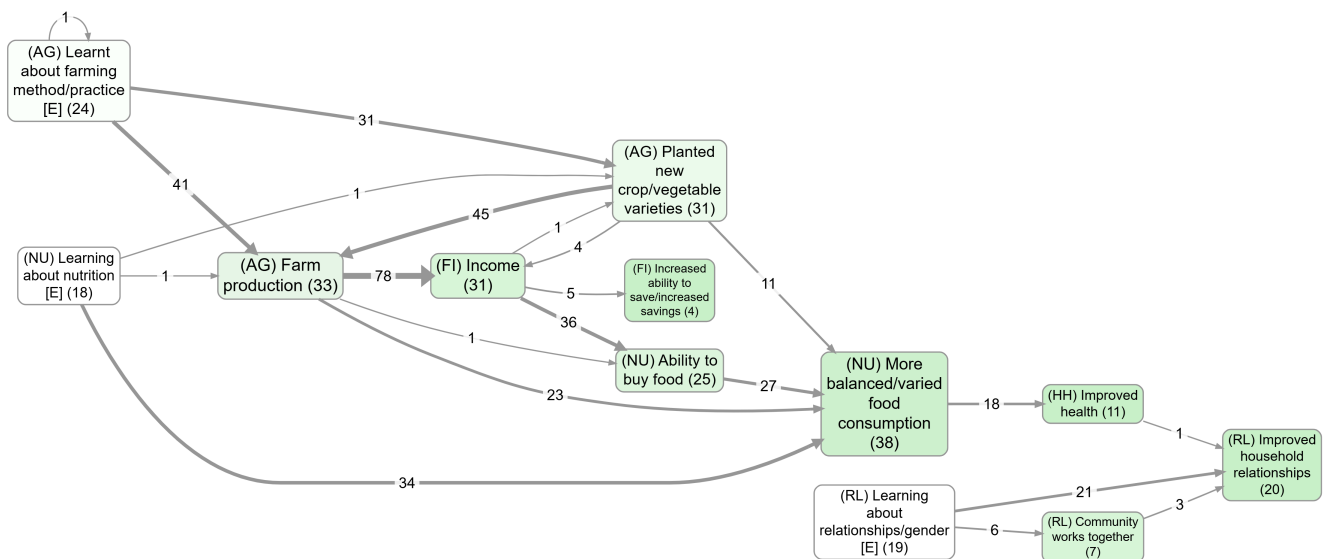 1
(AG) Learnt
about farming
method/practice
[E] (24)
31
41
(AG) Planted
new
crop/vegetable
varieties (31)
1
45
1
4
(NU) Learning
about nutrition
[E] (18)
1
(AG) Farm
production (33)
78
(FI) Income
(31)
5
(FI) Increased
ability to
save/increased
savings (4)
11
36
1
(NU) Ability to
buy food (25)
27
23
34
(NU) More
balanced/varied
food
consumption
(38)
18
(HH) Improved
health (11)
1
(RL) Improved
household
relationships
(20)
(RL) Learning
about
relationships/gender
[E] (19)
21
6
(RL) Community
works together
(7)
3